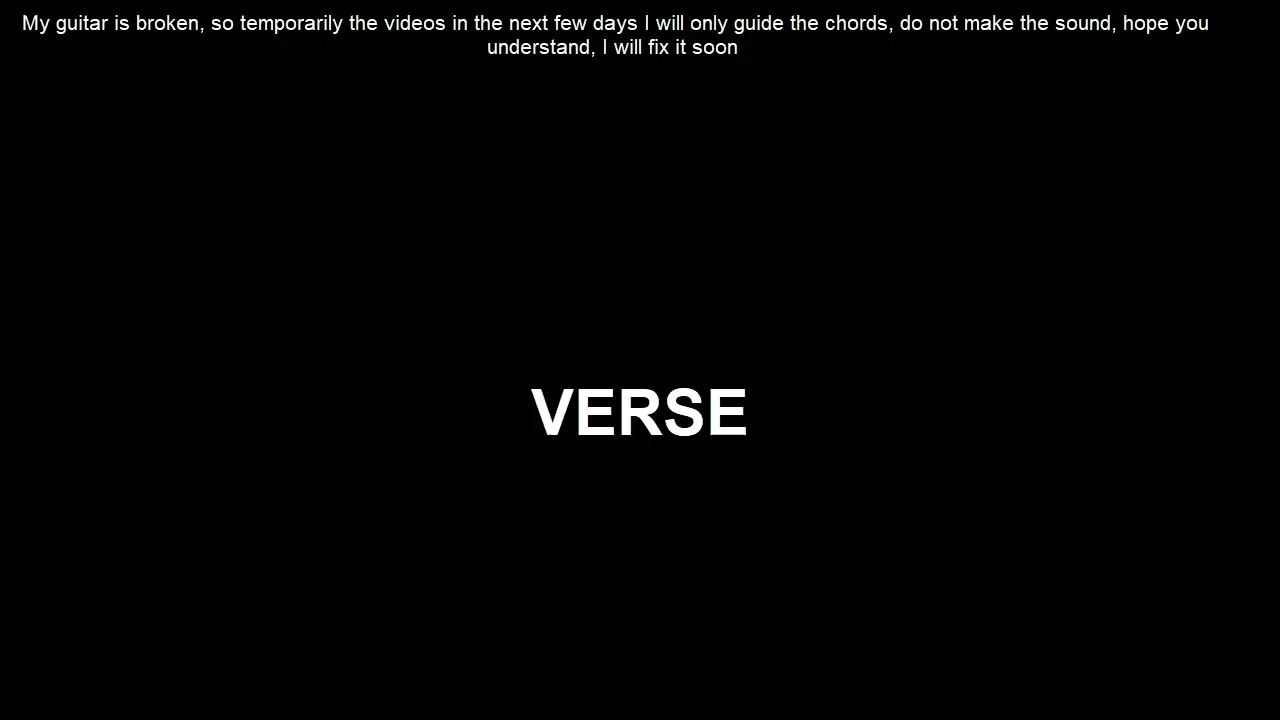 My guitar is broken, so temporarily the videos in the next few days I will only guide the chords, do not make the sound, hope you
understand, I will fix it soon
VERSE